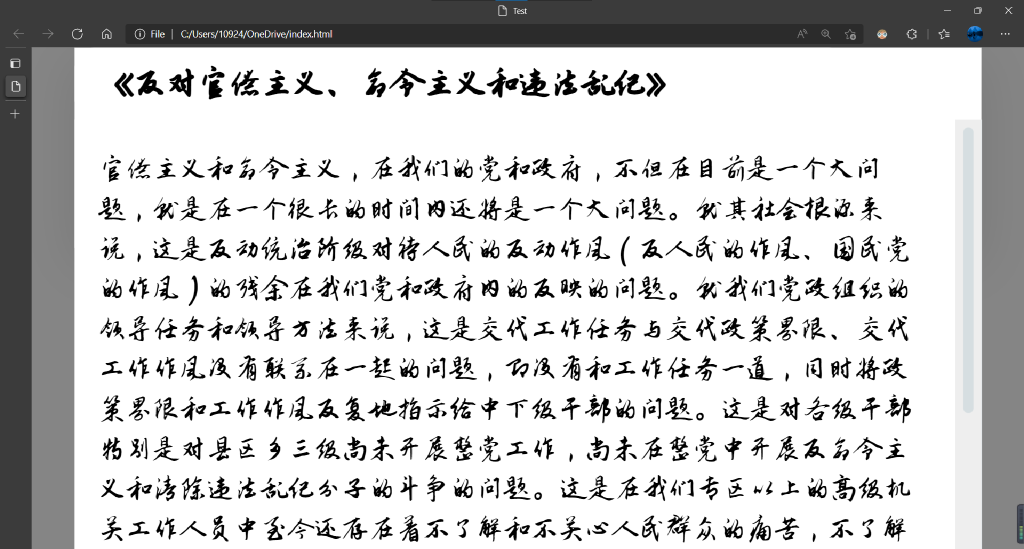 Test
File
C:/Users/10924/OneDrive/index.html
《反对官僚主义、命令主义和违法乱纪》
官僚主义和命令主义，在我们的党和政府，不但在目前是一个大问
题，就是在一个很长的时间内还将是一个大问题。就其社会根源来
说，这是反动统治阶级对待人民的反动作风(反人民的作风、国民党
的作风)的残余在我们党和政府内的反映的问题。就我们党政组织的
领导任务和领导方法来说，这是交代工作任务与交代政策界限、交代
工作作风没有联系在一起的问题，即没有和工作任务一道，同时将政
策界限和工作作风反复地指示给中下级干部的问题。这是对各级干部
特别是对县区乡三级尚未开展整党工作，尚未在整党中开展反命令主
义和清除违法乱纪分子的斗争的问题。这是在我们专区以上的高级机
关工作人员中至今还存在着不了解和不关心人民群众的痛苦，不了解